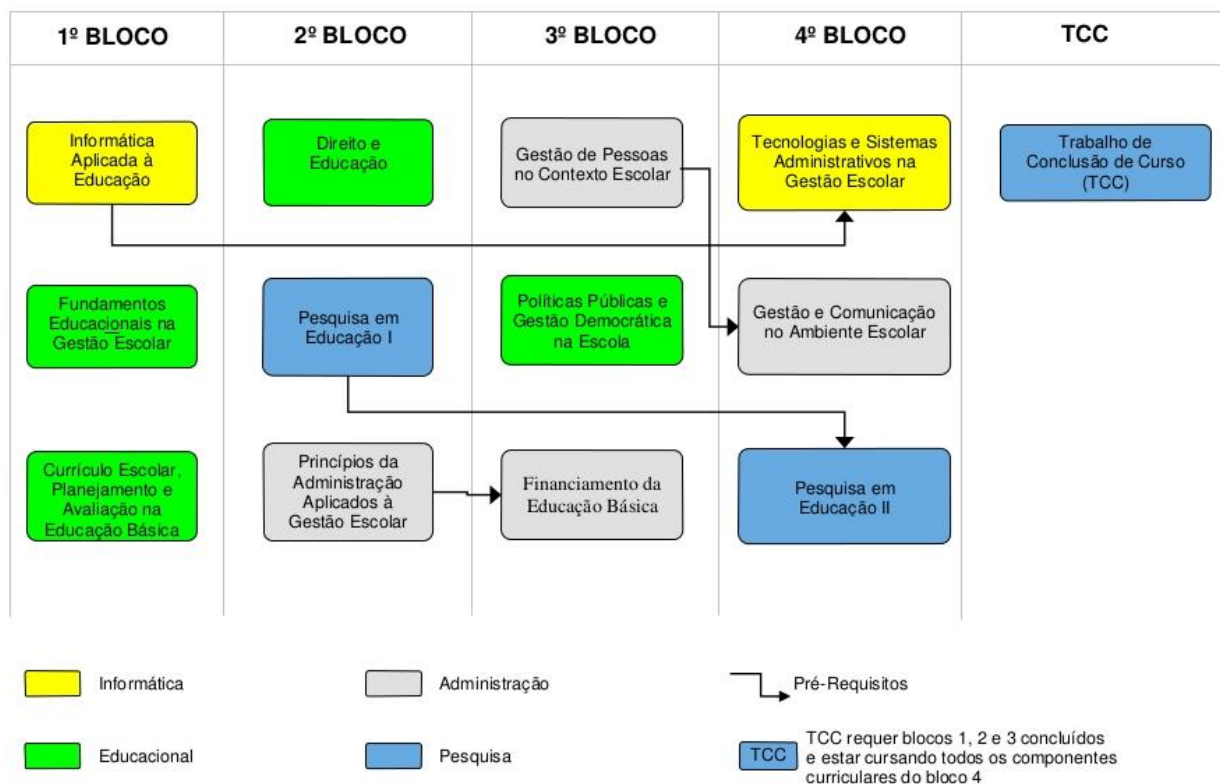 1º BLOCO
2º BLOCO
3º BLOCO
4º BLOCO
TCC
Informática
Aplicada à
Educação
Direito e
Educação
Gestão de Pessoas
no Contexto Escolar
Tecnologias e Sistemas
Administrativos na
Gestão Escolar
Trabalho de
Conclusão de Curso
(TCC)
Fundamentos
Educacionais na
Gestão Escolar
Pesquisa em
Educação I
Políticas Públicas e
Gestão Democrática
na Escola
Gestão e Comunicação
no Ambiente Escolar
Currículo Escolar,
Planejamento e
Avaliação na
Educação Básica
Princípios da
Administração
Aplicados à
Gestão Escolar
Financiamento da
Educação Básica
Pesquisa em
Educação II
Informática
Administração
Pré-Requisitos
Educacional
Pesquisa
TCC
TCC requer blocos 1, 2 e 3 concluídos
e estar cursando todos os componentes
curriculares do bloco 4